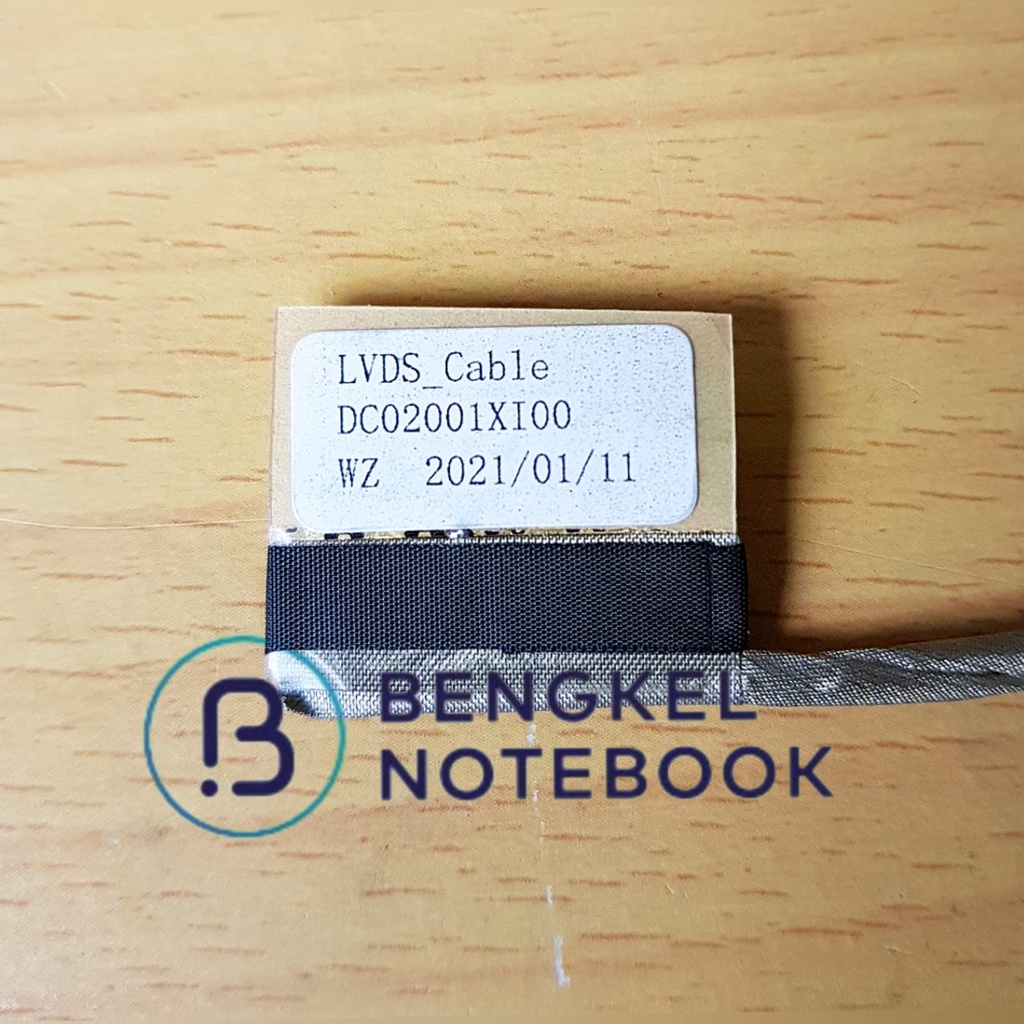 LVDS_Cable
DC02001XI00
WZ 2021/01/11
BENGKEL
NOTEBOOK